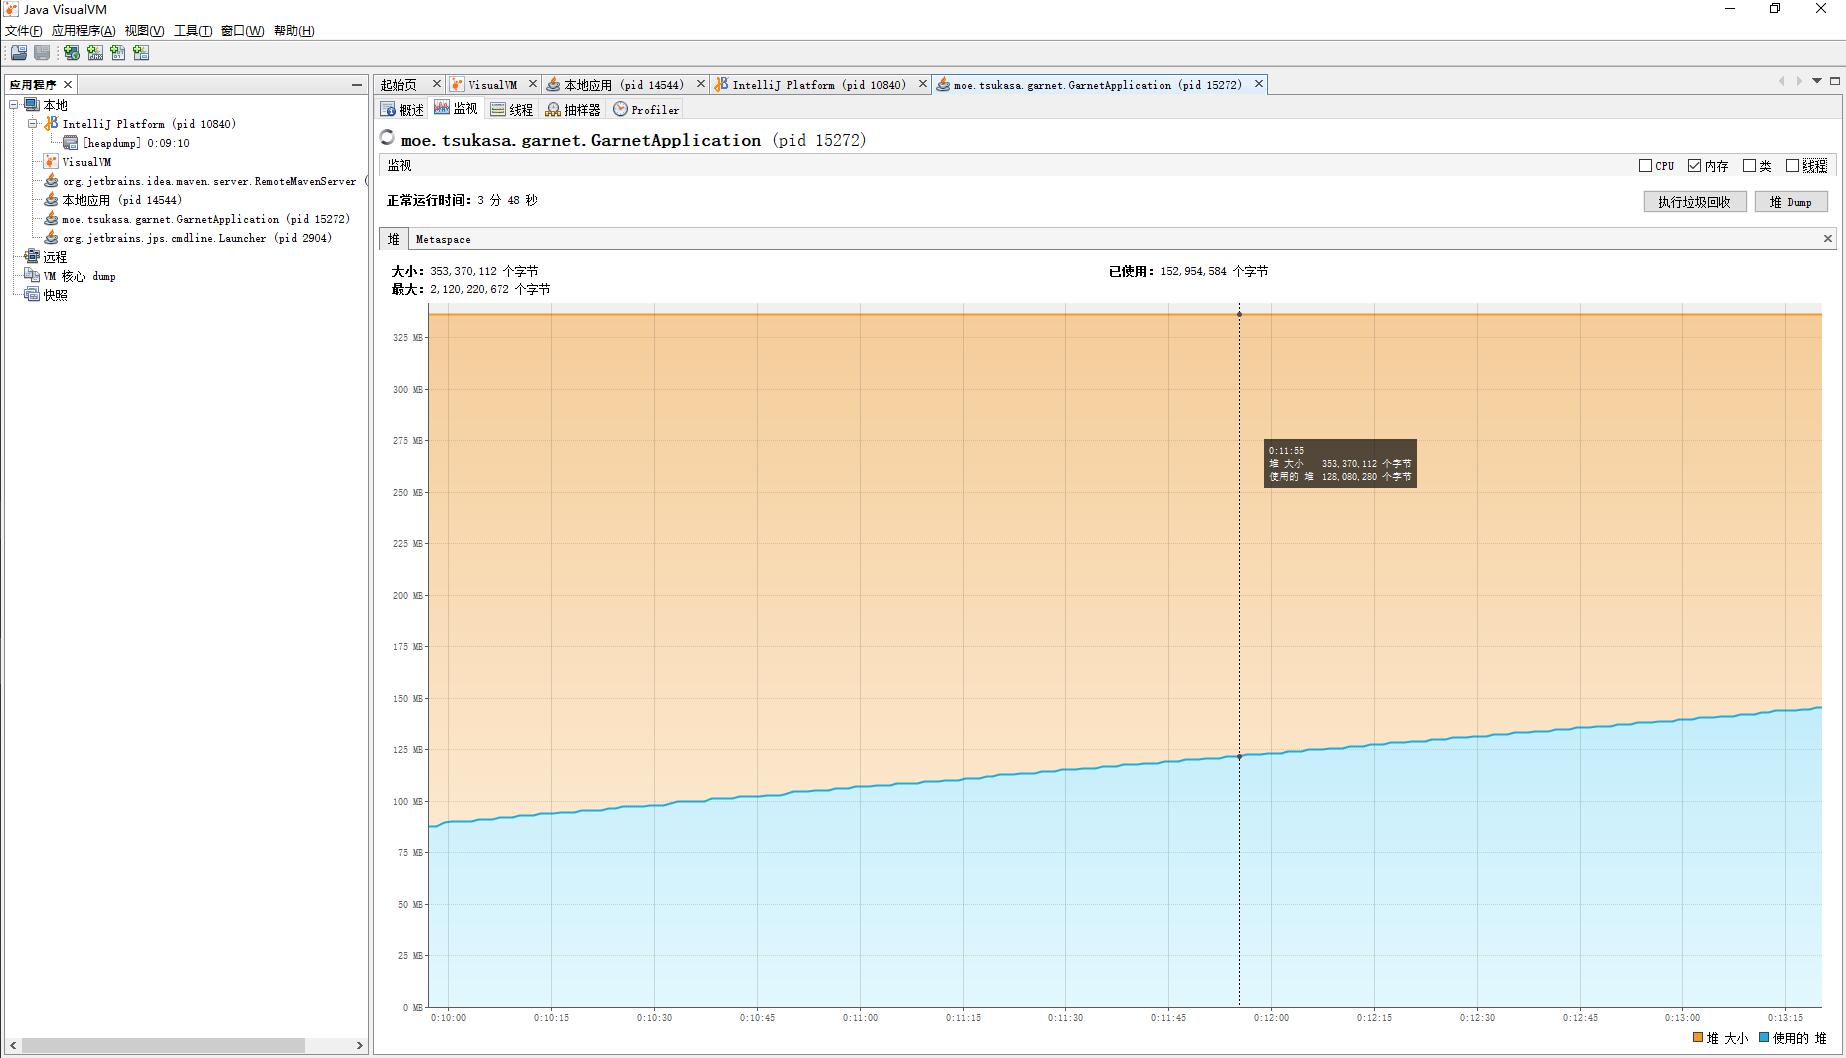 Java VisualVM
文件(F) 应用程序(A) 视图(V) 工具(T) 窗口(W) 帮助(H)
应用程序
本地
IntelliJ Platform (pid 10840)
[heapdump] 0:09:10
VisualVM
org.jetbrains.idea.maven.server.RemoteMavenServer (
本地应用 (pid 14544)
moe.tsukasa.garnet.GarnetApplication (pid 15272)
org.jetbrains.jps.cmdline.Launcher (pid 2904)
远程
VM 核心 dump
快照
起始页 VisualVM 本地应用 (pid 14544) IntelliJ Platform (pid 10840) moe.tsukasa.garnet.GarnetApplication (pid 15272)
概述 监视 线程 抽样器 Profiler
moe.tsukasa.garnet.GarnetApplication (pid 15272)
监视 CPU 内存 类 线程
正常运行时间: 3 分 48 秒 执行垃圾回收 堆 Dump
堆 Metaspace
大小: 353,370,112 个字节 已使用: 152,954,584 个字节
最大: 2,120,220,672 个字节
325 MB
300 MB
275 MB
250 MB
225 MB
200 MB
175 MB
150 MB
125 MB
100 MB
75 MB
50 MB
25 MB
0 MB
0:11:55
堆 大小 353,370,112 个字节
使用的 堆 128,080,280 个字节
0:10:00 0:10:15 0:10:30 0:10:45 0:11:00 0:11:15 0:11:30 0:11:45 0:12:00 0:12:15 0:12:30 0:12:45 0:13:00 0:13:15
堆 大小 使用的 堆